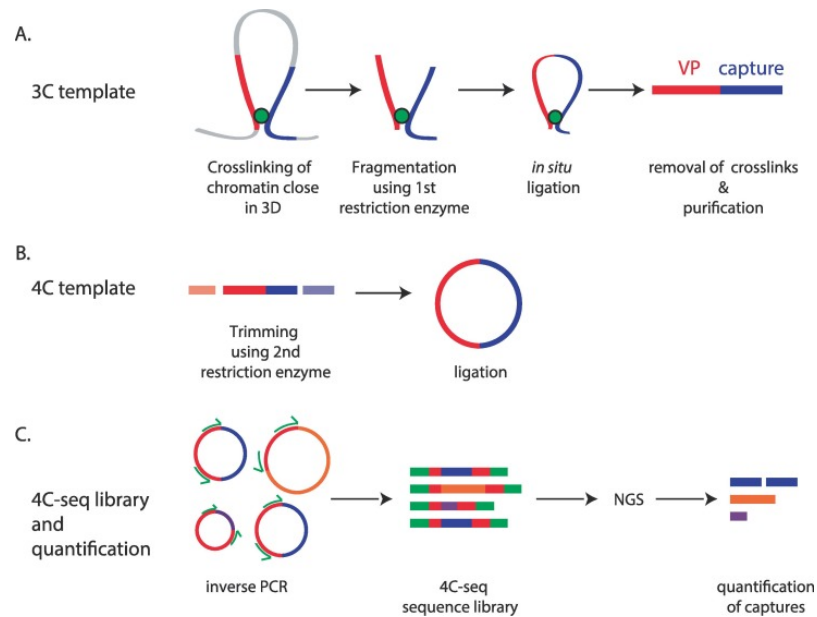 A.
3C template
VP capture
Crosslinking of
chromatin close
in 3D
Fragmentation
using 1st
restriction enzyme
in situ
ligation
removal of crosslinks
&
purification
B.
4C template
Trimming
using 2nd
restriction enzyme
ligation
C.
4C-seq library
and
quantification
inverse PCR
4C-seq
sequence library
NGS
quantification
of captures